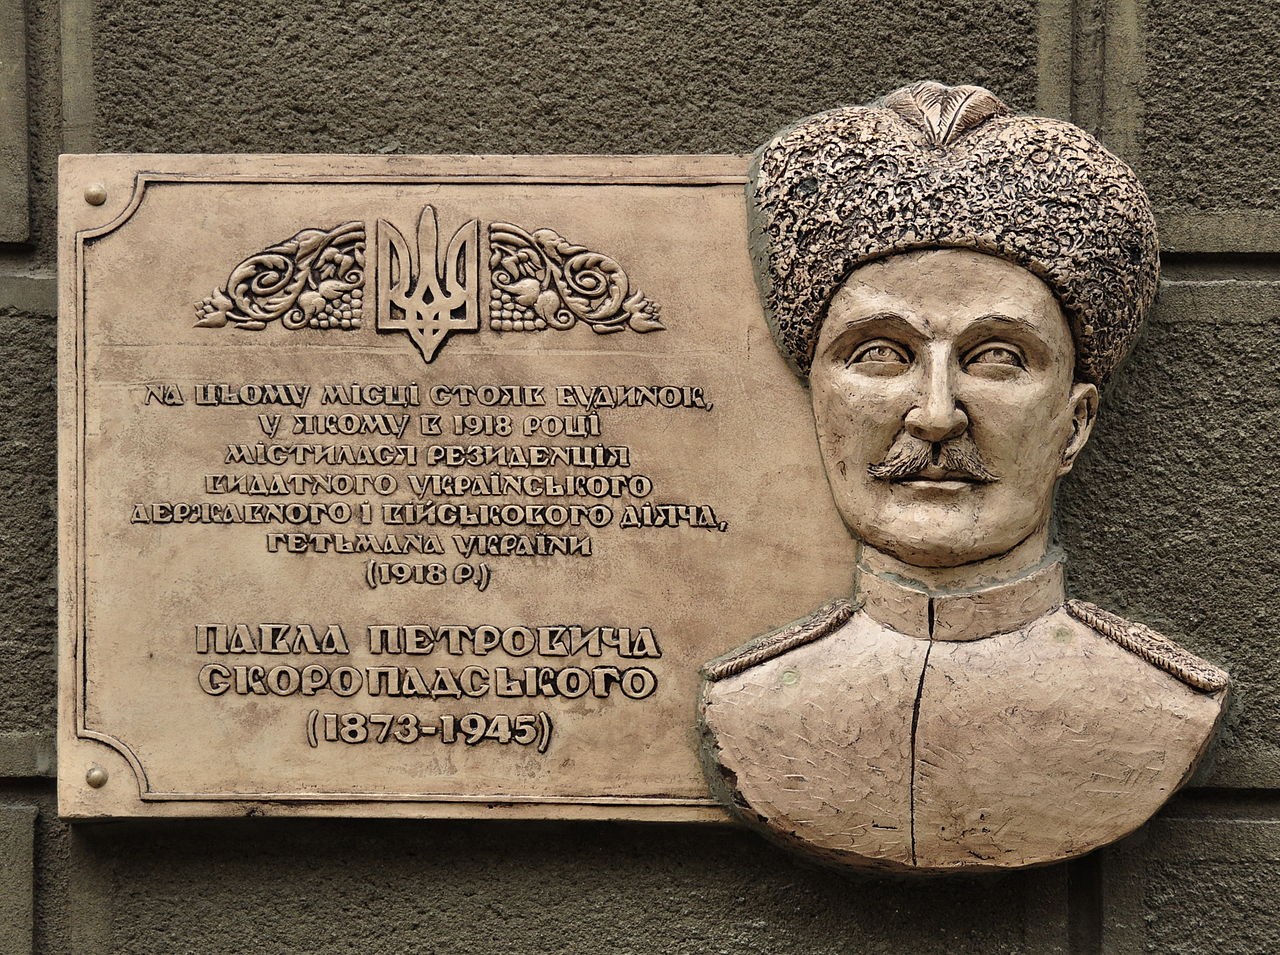 НА ЦЬОМУ МІСЦІ СТОЯВ БУДИНОК,
У ЯКОМУ В 1918 РОЦІ
МІСТИЛАСЯ РЕЗИДЕНЦІЯ
ВИДАТНОГО УКРАЇНСЬКОГО
ДЕРЖАВНОГО І ВІЙСЬКОВОГО ДІЯЧА,
ГЕТЬМАНА УКРАЇНИ
(1918 Р.)
ПАВЛА ПЕТРОВИЧА
СКОРОПАДСЬКОГО
(1873-1945)